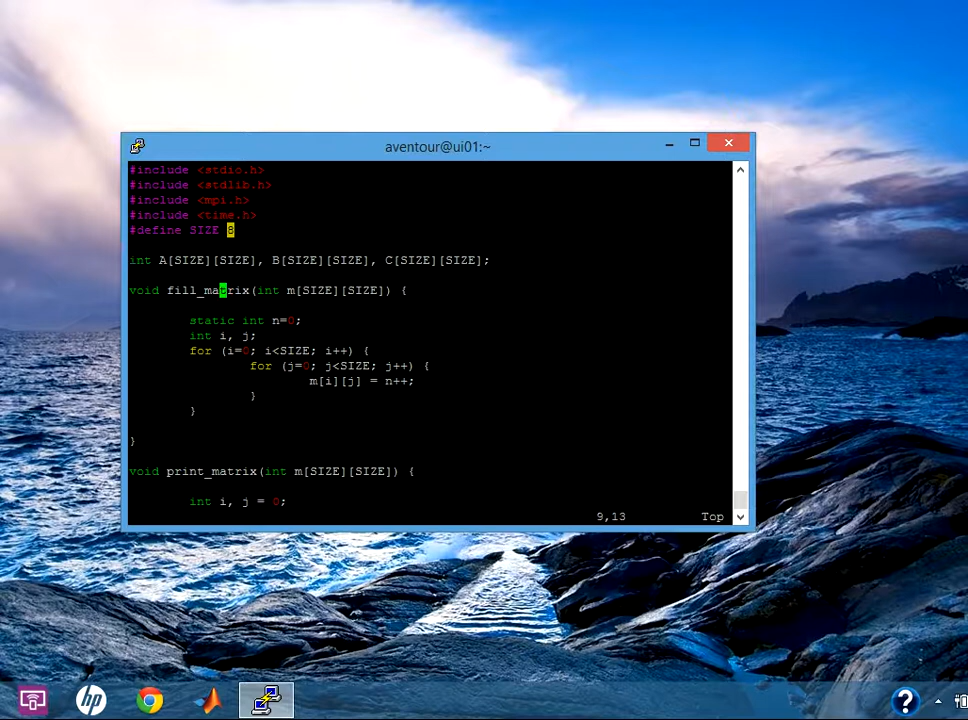 aventour@ui01:~
#include <stdio.h>
#include <stdlib.h>
#include <mpi.h>
#include <time.h>
#define SIZE 8
int A[SIZE][SIZE], B[SIZE][SIZE], C[SIZE][SIZE];
void fill_matrix(int m[SIZE][SIZE]) {
static int n=0;
int i, j;
for (i=0; i<SIZE; i++) {
for (j=0; j<SIZE; j++) {
m[i][j] = n++;
}
}
}
void print_matrix(int m[SIZE][SIZE]) {
int i, j = 0;
9,13 Top
hp
?